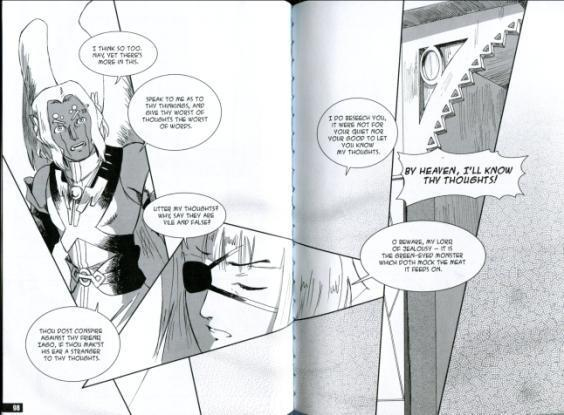 I THINK SO TOO.
NAY, YET THERE'S
MORE IN THIS.
SPEAK TO ME AS TO
THY THINKINGS, AND
GIVE THY WORST OF
THOUGHTS THE WORST
OF WORDS.
UTTER MY THOUGHTS?
WHY, SAY THEY ARE
VILE AND FALSE?
THOU DOST CONSPIRE
AGAINST THY FRIEND,
IAGO, IF THOU MAK'ST
HIS EAR A STRANGER
TO THY THOUGHTS.
98
I DO BESEECH YOU,
IT WERE NOT FOR
YOUR QUIET NOR
YOUR GOOD TO LET
YOU KNOW
MY THOUGHTS.
BY HEAVEN, I'LL KNOW
THY THOUGHTS!
O BEWARE, MY LORD,
OF JEALOUSY – IT IS
THE GREEN-EYED MONSTER
WHICH DOTH MOCK THE MEAT
IT FEEDS ON.